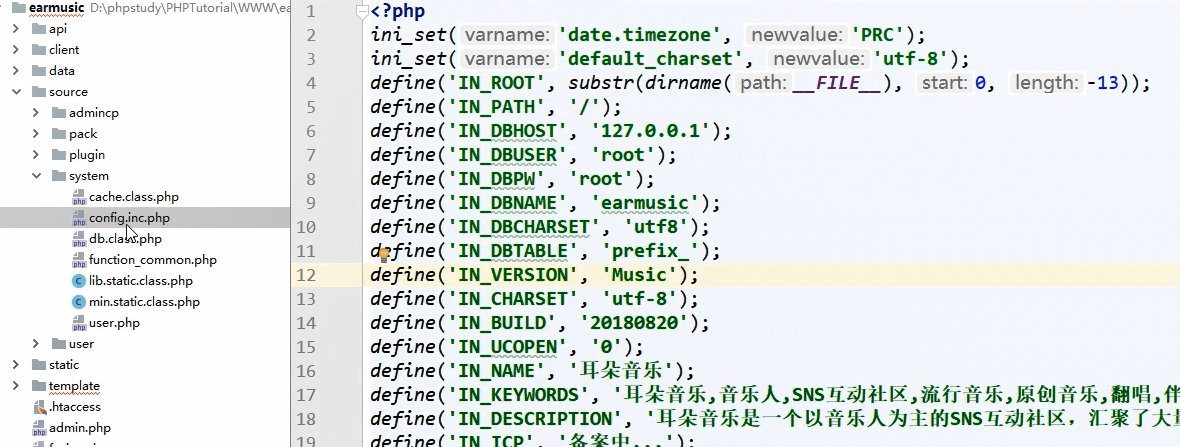 earmusic D:\phpstudy\PHPTutorial\WWW\ea
api
client
data
source
admincp
pack
plugin
system
cache.class.php
config.inc.php
db.class.php
function_common.php
lib.static.class.php
min.static.class.php
user.php
user
static
template
.htaccess
admin.php
1 <?php
2 ini_set( varname: 'date.timezone', newvalue: 'PRC');
3 ini_set( varname: 'default_charset', newvalue: 'utf-8');
4 define('IN_ROOT', substr(dirname( path: __FILE__), start: 0, length: -13));
5 define('IN_PATH', '/');
6 define('IN_DBHOST', '127.0.0.1');
7 define('IN_DBUSER', 'root');
8 define('IN_DBPW', 'root');
9 define('IN_DBNAME', 'earmusic');
10 define('IN_DBCHARSET', 'utf8');
11 define('IN_DBTABLE', 'prefix_');
12 define('IN_VERSION', 'Music');
13 define('IN_CHARSET', 'utf-8');
14 define('IN_BUILD', '20180820');
15 define('IN_UCOPEN', '0');
16 define('IN_NAME', '耳朵音乐');
17 define('IN_KEYWORDS', '耳朵音乐,音乐人,SNS互动社区,流行音乐,原创音乐,翻唱,伴
18 define('IN_DESCRIPTION', '耳朵音乐是一个以音乐人为主的SNS互动社区，汇聚了大量
19 define('IN_ICP', '备案中...');